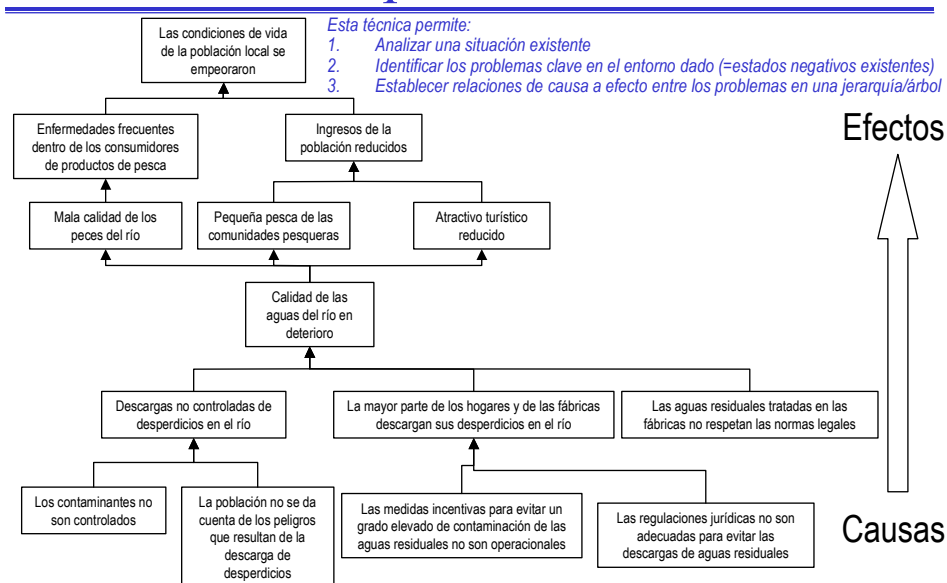 Las condiciones de vida
de la población local se
empeoraron
Esta técnica permite:
1. Analizar una situación existente
2. Identificar los problemas clave en el entorno dado (=estados negativos existentes)
3. Establecer relaciones de causa a efecto entre los problemas en una jerarquía/árbol
Efectos
Enfermedades frecuentes
dentro de los consumidores
de productos de pesca
Ingresos de la
población reducidos
Mala calidad de los
peces del río
Pequeña pesca de las
comunidades pesqueras
Atractivo turístico
reducido
Calidad de las
aguas del río en
deterioro
Descargas no controladas de
desperdicios en el río
La mayor parte de los hogares y de las fábricas
descargan sus desperdicios en el río
Las aguas residuales tratadas en las
fábricas no respetan las normas legales
Los contaminantes no
son controlados
La población no se da
cuenta de los peligros
que resultan de la
descarga de
desperdicios
Las medidas incentivas para evitar un
grado elevado de contaminación de las
aguas residuales no son operacionales
Las regulaciones jurídicas no son
adecuadas para evitar las
descargas de aguas residuales
Causas